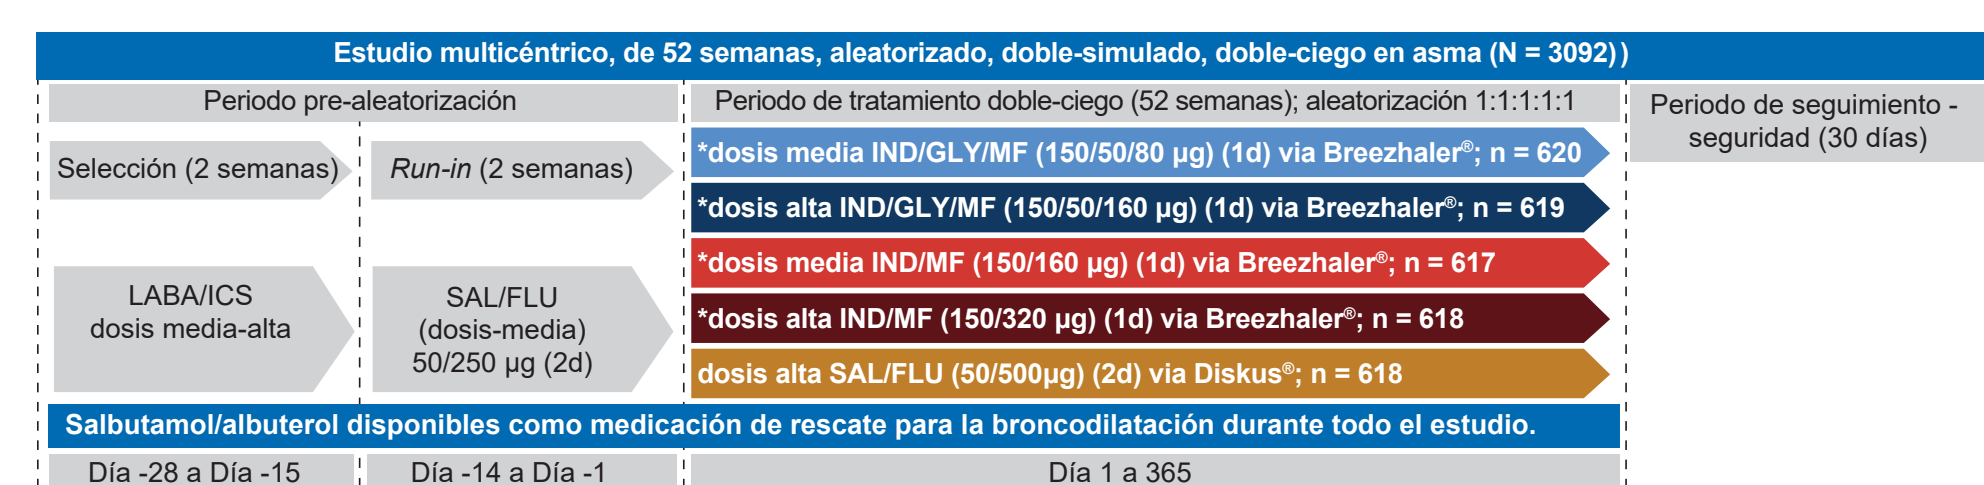 Estudio multicéntrico, de 52 semanas, aleatorizado, doble-simulado, doble-ciego en asma (N = 3092))
Periodo pre-aleatorización
Periodo de tratamiento doble-ciego (52 semanas); aleatorización 1:1:1:1:1
Periodo de seguimiento -
seguridad (30 días)
Selección (2 semanas)
Run-in (2 semanas)
*dosis media IND/GLY/MF (150/50/80 µg) (1d) via Breezhaler®; n = 620
*dosis alta IND/GLY/MF (150/50/160 µg) (1d) via Breezhaler®; n = 619
*dosis media IND/MF (150/160 µg) (1d) via Breezhaler®; n = 617
*dosis alta IND/MF (150/320 µg) (1d) via Breezhaler®; n = 618
dosis alta SAL/FLU (50/500µg) (2d) via Diskus®; n = 618
LABA/ICS
dosis media-alta
SAL/FLU
(dosis-media)
50/250 µg (2d)
Salbutamol/albuterol disponibles como medicación de rescate para la broncodilatación durante todo el estudio.
Día -28 a Día -15
Día -14 a Día -1
Día 1 a 365